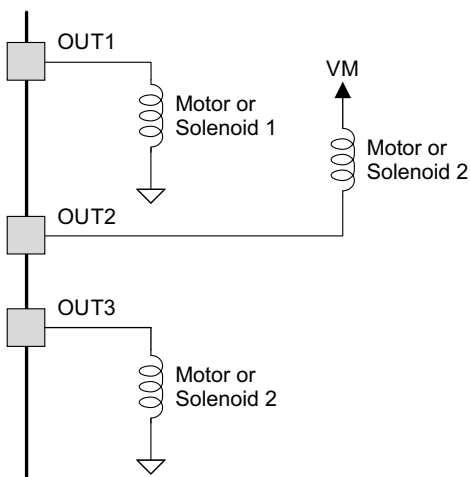 OUT1
Motor or
Solenoid 1
VM
Motor or
Solenoid 2
OUT2
OUT3
Motor or
Solenoid 2